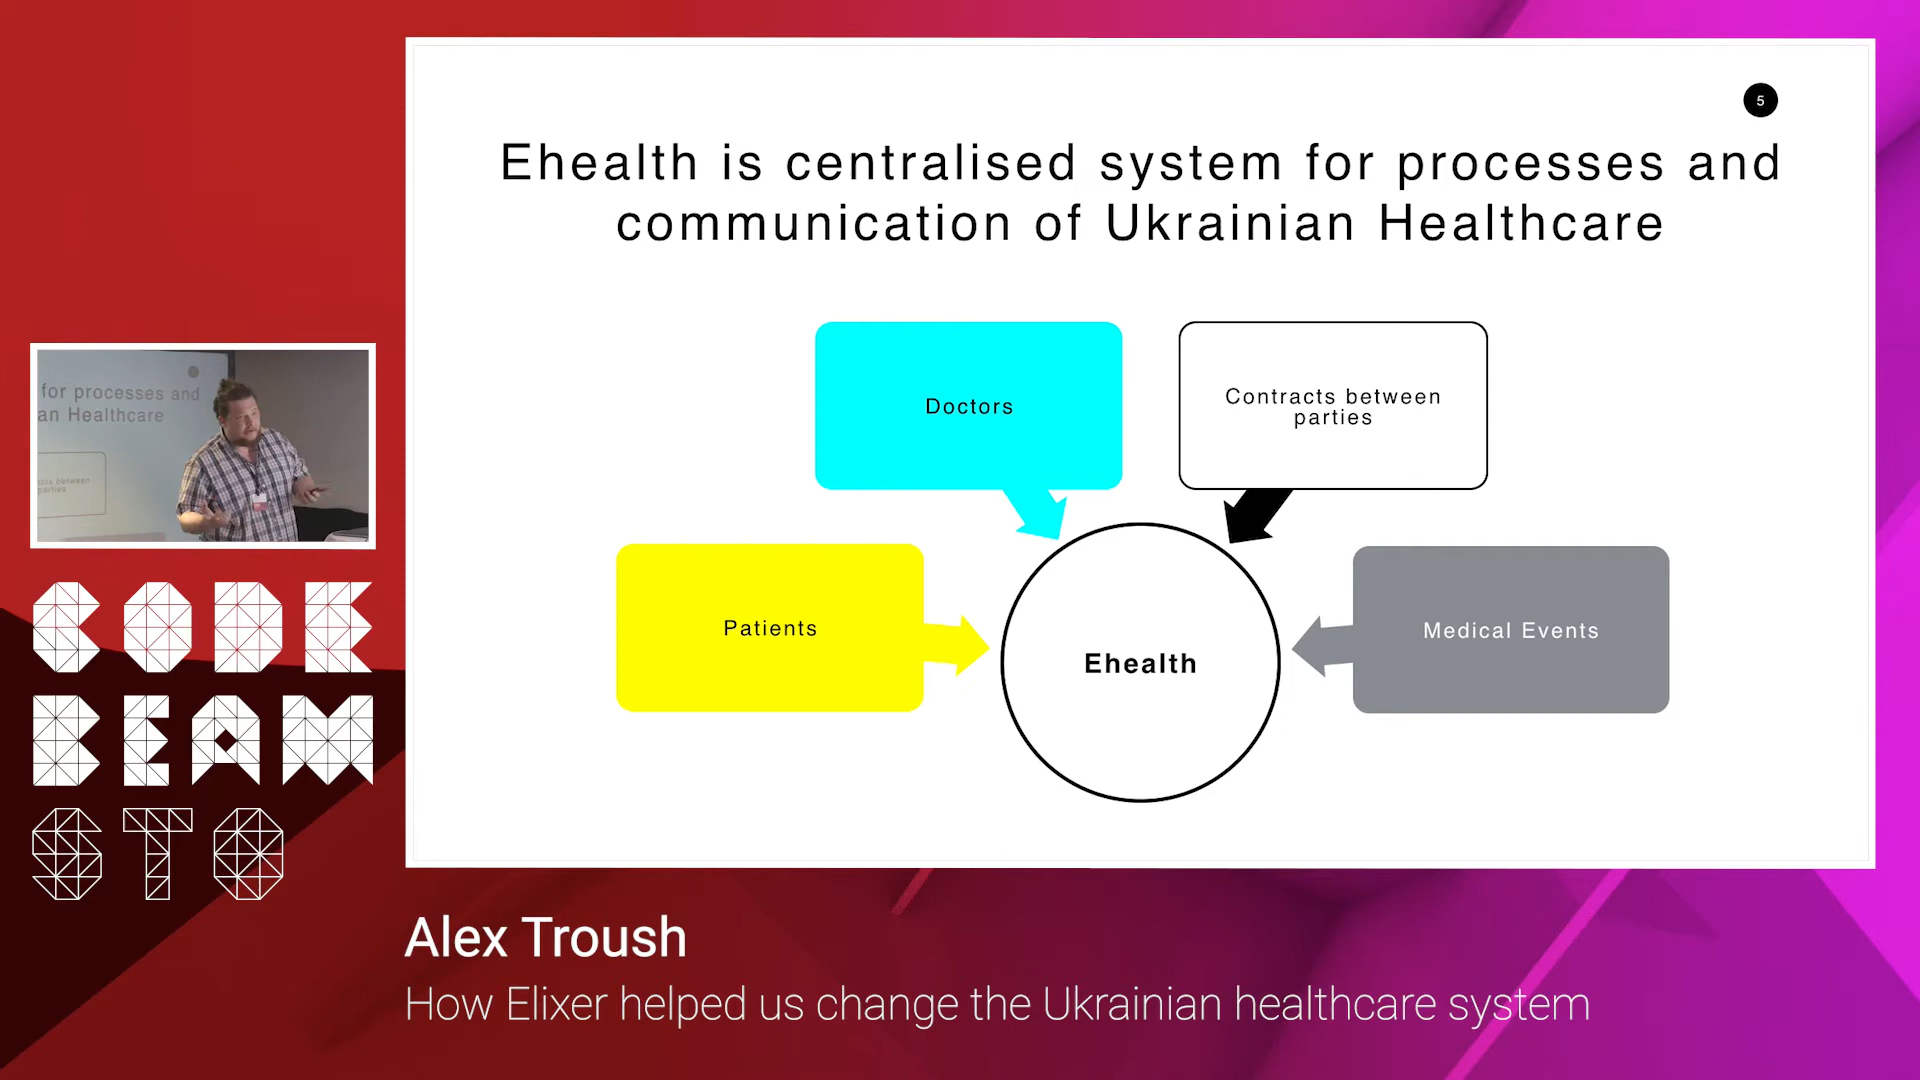 5
Ehealth is centralised system for processes and
communication of Ukrainian Healthcare
Doctors
Contracts between
parties
Patients
Ehealth
Medical Events
for processes and
an Healthcare
between
parties
CODE
BEAM
STO
Alex Troush
How Elixer helped us change the Ukrainian healthcare system